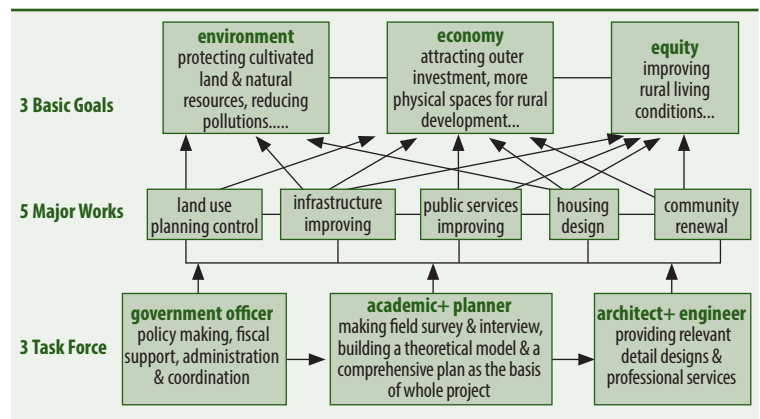 3 Basic Goals
environment
protecting cultivated
land & natural
resources, reducing
pollutions.....
economy
attracting outer
investment, more
physical spaces for rural
development...
equity
improving
rural living
conditions...
5 Major Works
land use
planning control
infrastructure
improving
public services
improving
housing
design
community
renewal
3 Task Force
government officer
policy making, fiscal
support, administration
& coordination
academic+ planner
making field survey & interview,
building a theoretical model & a
comprehensive plan as the basis
of whole project
architect+ engineer
providing relevant
detail designs &
professional services